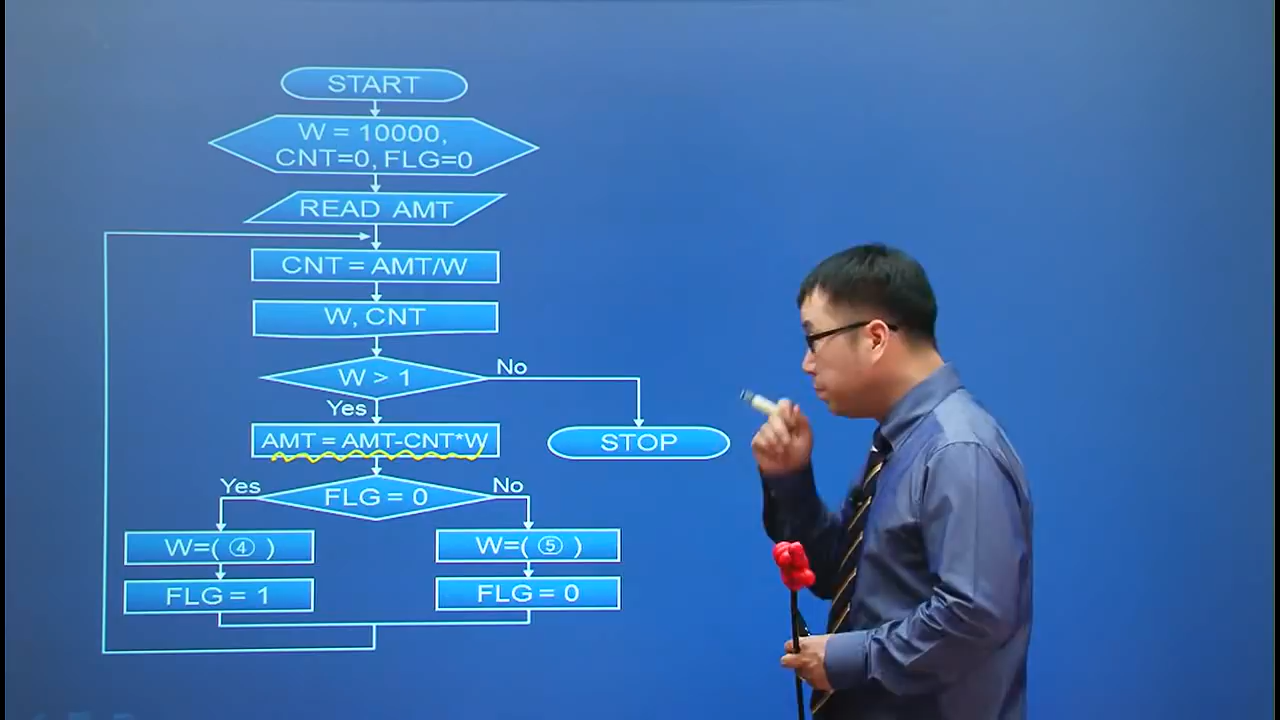 START
W = 10000,
CNT=0, FLG=0
READ AMT
CNT = AMT/W
W, CNT
W > 1
No
Yes
AMT = AMT-CNT*W
STOP
FLG = 0
Yes
No
W=( ④ )
W=( ⑤ )
FLG = 1
FLG = 0